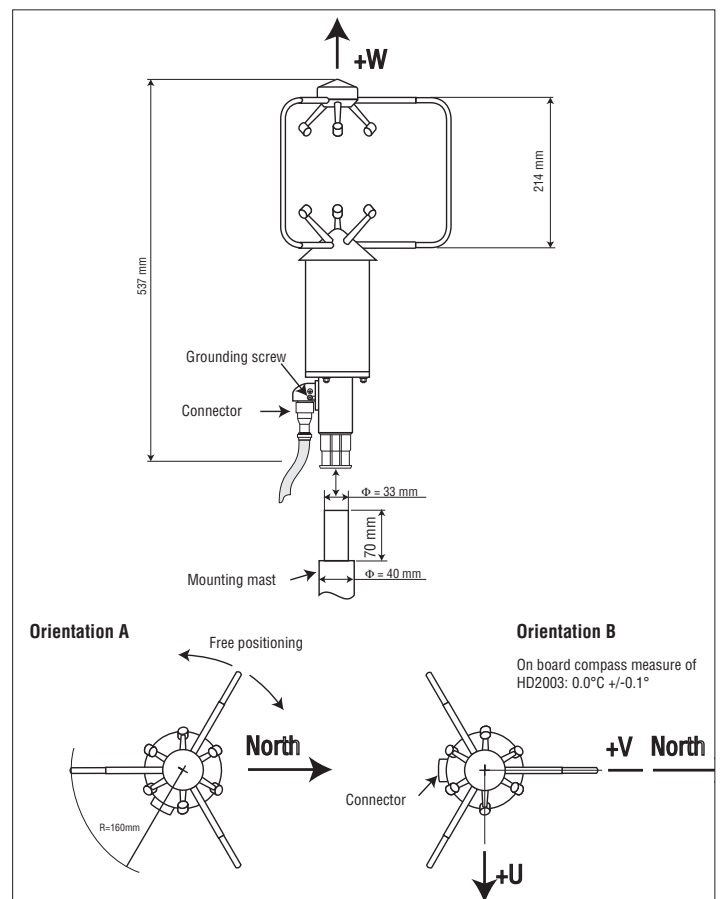 +W
214 mm
537 mm
Grounding screw
Connector
Φ = 33 mm
70 mm
Mounting mast
Φ = 40 mm
Orientation A
Free positioning
North
R=160mm
Orientation B
On board compass measure of
HD2003: 0.0°C +/-0.1°
+V North
Connector
+U